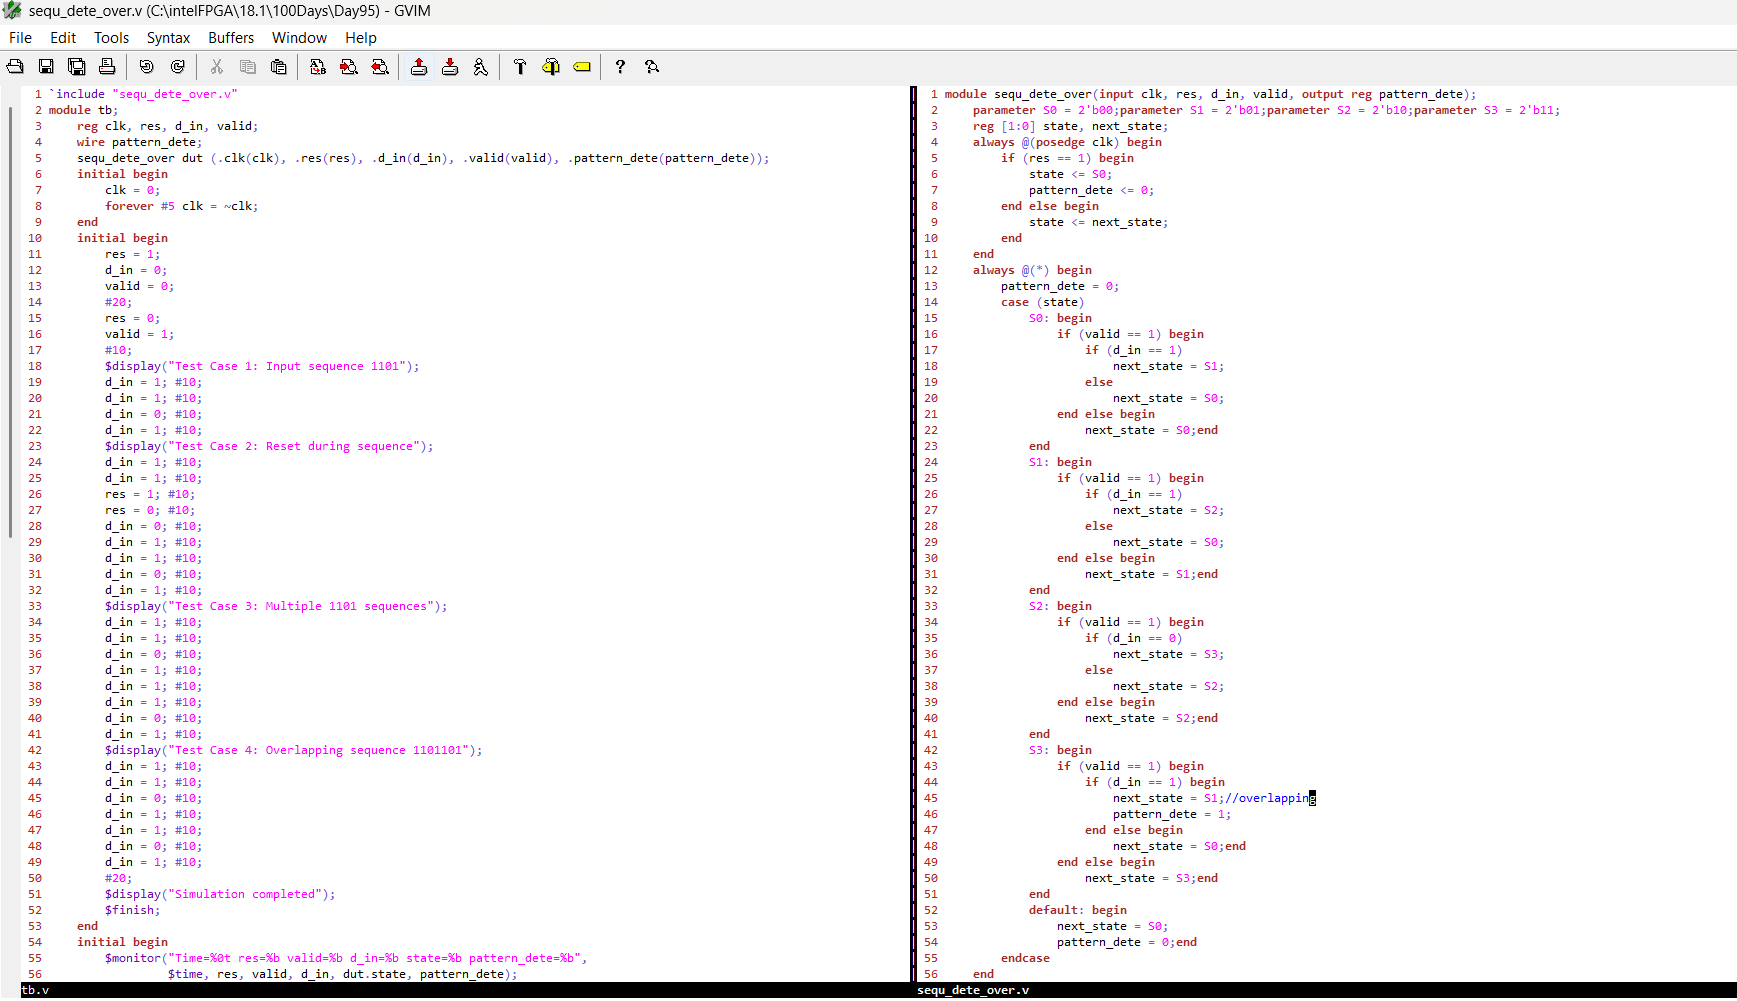 sequ_dete_over.v (C:\intelFPGA\18.1\100Days\Day95) - GVIM
File Edit Tools Syntax Buffers Window Help
1 `include "sequ_dete_over.v"
2 module tb;
3     reg clk, res, d_in, valid;
4     wire pattern_dete;
5     sequ_dete_over dut (.clk(clk), .res(res), .d_in(d_in), .valid(valid), .pattern_dete(pattern_dete));
6     initial begin
7         clk = 0;
8         forever #5 clk = ~clk;
9     end
10     initial begin
11         res = 1;
12         d_in = 0;
13         valid = 0;
14         #20;
15         res = 0;
16         valid = 1;
17         #10;
18         $display("Test Case 1: Input sequence 1101");
19         d_in = 1; #10;
20         d_in = 1; #10;
21         d_in = 0; #10;
22         d_in = 1; #10;
23         $display("Test Case 2: Reset during sequence");
24         d_in = 1; #10;
25         d_in = 1; #10;
26         res = 1; #10;
27         res = 0; #10;
28         d_in = 0; #10;
29         d_in = 1; #10;
30         d_in = 1; #10;
31         d_in = 0; #10;
32         d_in = 1; #10;
33         $display("Test Case 3: Multiple 1101 sequences");
34         d_in = 1; #10;
35         d_in = 1; #10;
36         d_in = 0; #10;
37         d_in = 1; #10;
38         d_in = 1; #10;
39         d_in = 1; #10;
40         d_in = 0; #10;
41         d_in = 1; #10;
42         $display("Test Case 4: Overlapping sequence 1101101");
43         d_in = 1; #10;
44         d_in = 1; #10;
45         d_in = 0; #10;
46         d_in = 1; #10;
47         d_in = 1; #10;
48         d_in = 0; #10;
49         d_in = 1; #10;
50         #20;
51         $display("Simulation completed");
52         $finish;
53     end
54     initial begin
55         $monitor("Time=%0t res=%b valid=%b d_in=%b state=%b pattern_dete=%b",
56                  $time, res, valid, d_in, dut.state, pattern_dete);
tb.v
1 module sequ_dete_over(input clk, res, d_in, valid, output reg pattern_dete);
2     parameter S0 = 2'b00;parameter S1 = 2'b01;parameter S2 = 2'b10;parameter S3 = 2'b11;
3     reg [1:0] state, next_state;
4     always @(posedge clk) begin
5         if (res == 1) begin
6             state <= S0;
7             pattern_dete <= 0;
8         end else begin
9             state <= next_state;
10         end
11     end
12     always @(*) begin
13         pattern_dete = 0;
14         case (state)
15             S0: begin
16                 if (valid == 1) begin
17                     if (d_in == 1)
18                         next_state = S1;
19                     else
20                         next_state = S0;
21                 end else begin
22                         next_state = S0;end
23             end
24             S1: begin
25                 if (valid == 1) begin
26                     if (d_in == 1)
27                         next_state = S2;
28                     else
29                         next_state = S0;
30                 end else begin
31                     next_state = S1;end
32             end
33             S2: begin
34                 if (valid == 1) begin
35                     if (d_in == 0)
36                         next_state = S3;
37                     else
38                         next_state = S2;
39                 end else begin
40                     next_state = S2;end
41             end
42             S3: begin
43                 if (valid == 1) begin
44                     if (d_in == 1) begin
45                         next_state = S1;//overlapping
46                         pattern_dete = 1;
47                     end else begin
48                         next_state = S0;end
49                 end else begin
50                     next_state = S3;end
51             end
52             default: begin
53                 next_state = S0;
54                 pattern_dete = 0;end
55         endcase
56     end
sequ_dete_over.v